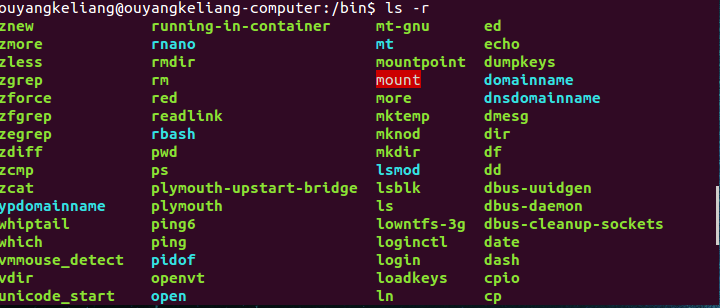 ouyangkeliang@ouyangkeliang-computer:/bin$ ls -r
znew running-in-container mt-gnu ed
zmore rnano mt echo
zless rmdir mountpoint dumpkeys
zgrep rm mount domainname
zforce red more dnsdomainname
zfgrep readlink mktemp dmesg
zegrep rbash mknod dir
zdiff pwd mkdir df
zcmp ps lsmod dd
zcat plymouth-upstart-bridge lsblk dbus-uuidgen
ypdomainname plymouth ls dbus-daemon
whiptail ping6 lowntfs-3g dbus-cleanup-sockets
which ping loginctl date
vmmouse_detect pidof login dash
vdir openvt loadkeys cpio
unicode_start open ln cp